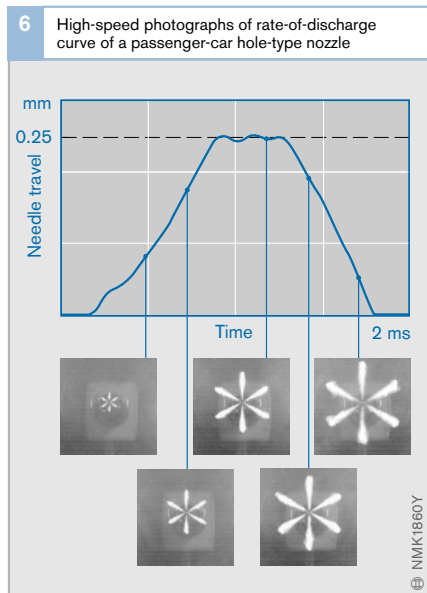 6
High-speed photographs of rate-of-discharge
curve of a passenger-car hole-type nozzle
mm
0.25
Needle travel
Time
2 ms
NMK1860Y